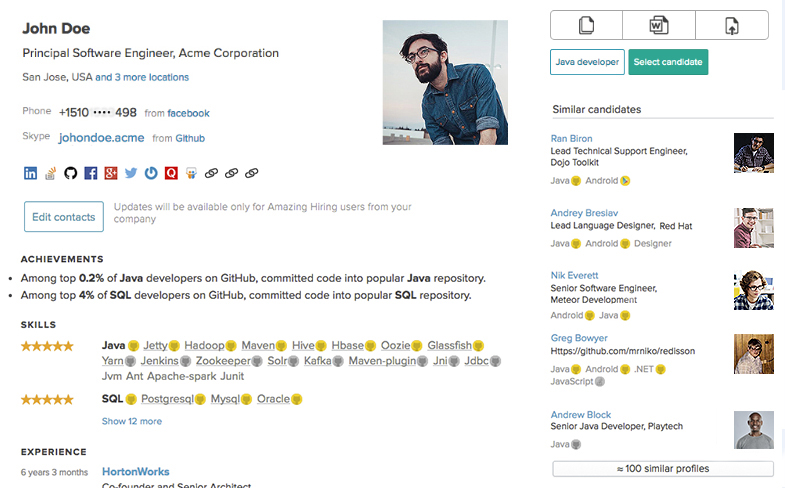 John Doe
Principal Software Engineer, Acme Corporation
San Jose, USA and 3 more locations
Phone +1510 •••• 498 from facebook
Skype johondoe.acme from Github
Edit contacts
Updates will be available only for Amazing Hiring users from your
company
ACHIEVEMENTS
• Among top 0.2% of Java developers on GitHub, committed code into popular Java repository.
• Among top 4% of SQL developers on GitHub, committed code into popular SQL repository.
SKILLS
Java Jetty Hadoop Maven Hive Hbase Oozie Glassfish
Yarn Jenkins Zookeeper Solr Kafka Maven-plugin Jni Jdbc
Jvm Ant Apache-spark Junit
SQL Postgresql Mysql Oracle
Show 12 more
EXPERIENCE
6 years 3 months HortonWorks
Co-founder and Senior Architect
Java developer
Select candidate
Similar candidates
Ran Biron
Lead Technical Support Engineer,
Dojo Toolkit
Java Android
Andrey Breslav
Lead Language Designer, Red Hat
Java Android Designer
Nik Everett
Senior Software Engineer,
Meteor Development
Android Java
Greg Bowyer
Https://github.com/mrniko/redisson
Java Android .NET
JavaScript
Andrew Block
Senior Java Developer, Playtech
Java
≈ 100 similar profiles